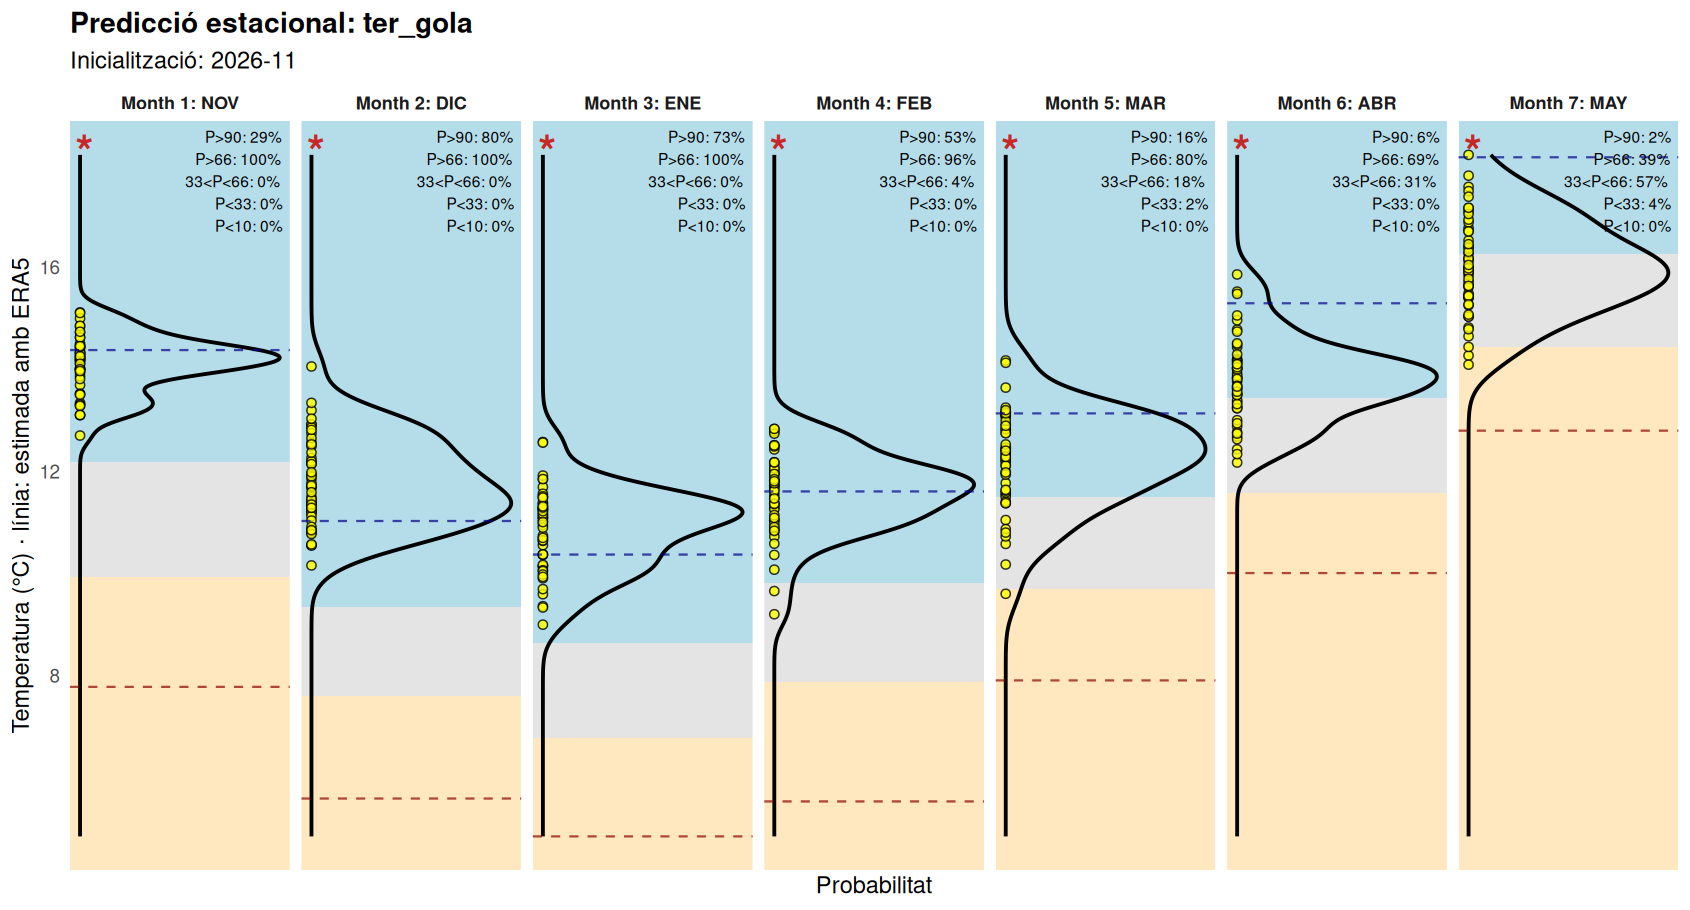 Predicció estacional: ter_gola
Inicialització: 2026-11
Month 1: NOV
Month 2: DIC
Month 3: ENE
Month 4: FEB
Month 5: MAR
Month 6: ABR
Month 7: MAY
*
P>90: 29%
P>66: 100%
33<P<66: 0%
P<33: 0%
P<10: 0%
*
P>90: 80%
P>66: 100%
33<P<66: 0%
P<33: 0%
P<10: 0%
*
P>90: 73%
P>66: 100%
33<P<66: 0%
P<33: 0%
P<10: 0%
*
P>90: 53%
P>66: 96%
33<P<66: 4%
P<33: 0%
P<10: 0%
*
P>90: 16%
P>66: 80%
33<P<66: 18%
P<33: 2%
P<10: 0%
*
P>90: 6%
P>66: 69%
33<P<66: 31%
P<33: 0%
P<10: 0%
*
P>90: 2%
P>66: 39%
33<P<66: 57%
P<33: 4%
P<10: 0%
16
12
8
Temperatura (°C) · línia: estimada amb ERA5
Probabilitat